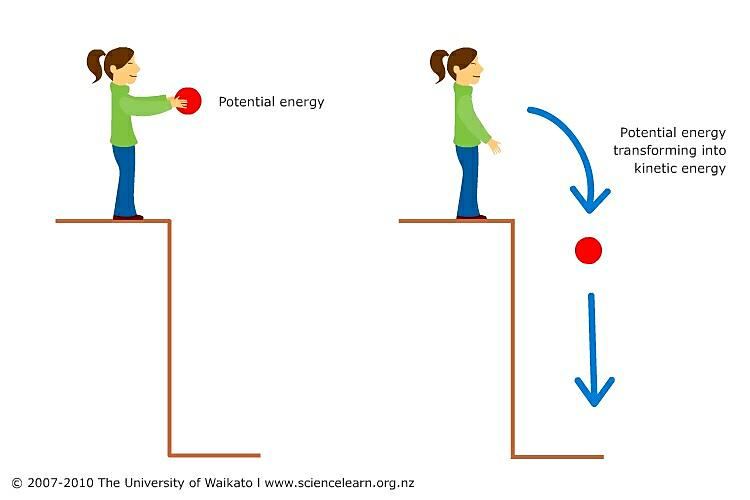 Potential energy
Potential energy
transforming into
kinetic energy
© 2007-2010 The University of Waikato l www.sciencelearn.org.nz